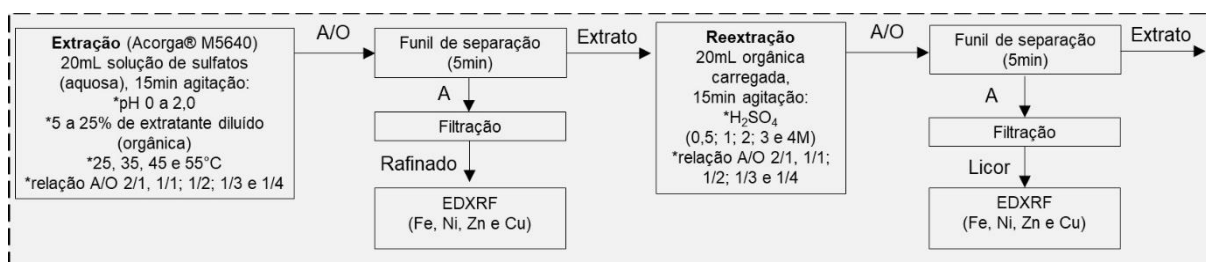 Extração (Acorga® M5640)
20mL solução de sulfatos
(aquosa), 15min agitação:
*pH 0 a 2,0
*5 a 25% de extratante diluído
(orgânica)
*25, 35, 45 e 55°C
*relação A/O 2/1, 1/1; 1/2; 1/3 e 1/4
A/O
Funil de separação
(5min)
A
Filtração
Rafinado
EDXRF
(Fe, Ni, Zn e Cu)
Extrato
Reextração
20mL orgânica
carregada,
15min agitação:
*H₂SO₄
(0,5; 1; 2; 3 e 4M)
*relação A/O 2/1, 1/1;
1/2; 1/3 e 1/4
A/O
Funil de separação
(5min)
A
Filtração
Licor
EDXRF
(Fe, Ni, Zn e Cu)
Extrato